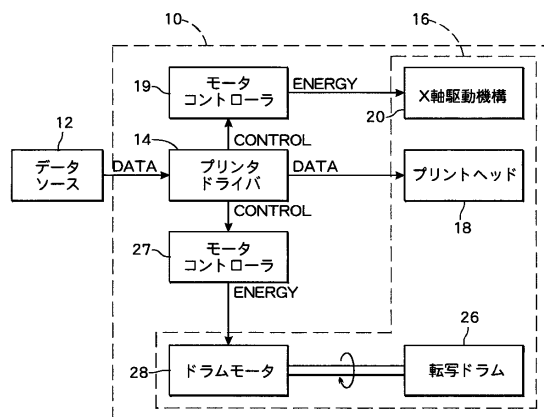 10
16
19
モータ
コントローラ
ENERGY
X軸駆動機構
20
12
14
CONTROL
データ
ソース
DATA
プリンタ
ドライバ
DATA
プリントヘッド
18
CONTROL
27
モータ
コントローラ
ENERGY
26
28
ドラムモータ
転写ドラム